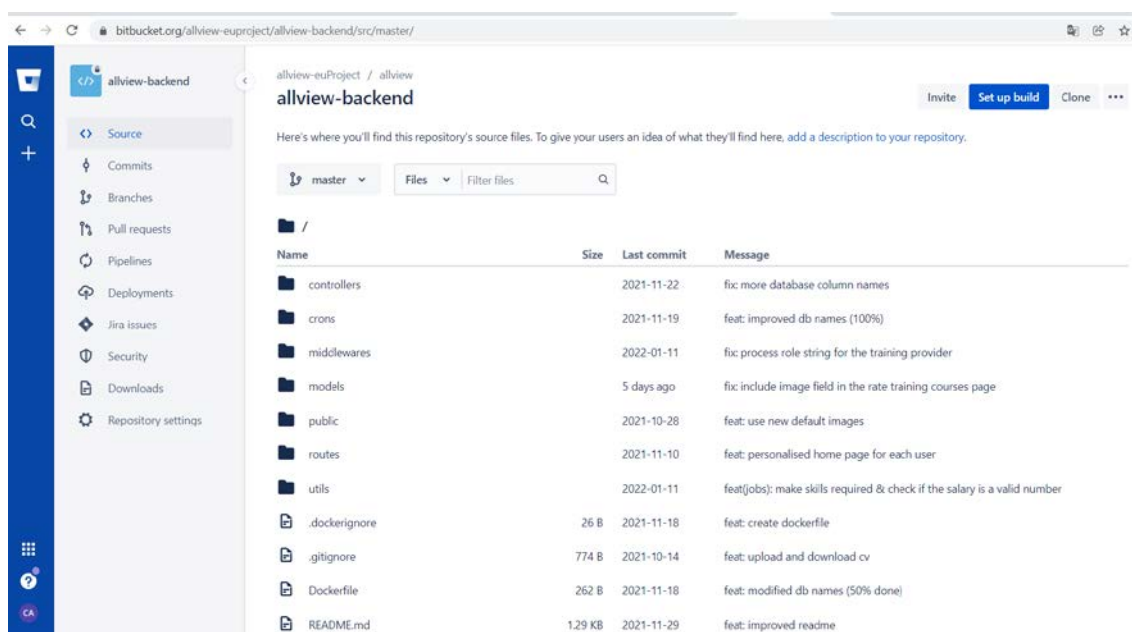 bitbucket.org/allview-euproject/allview-backend/src/master/
allview-backend
Source
Commits
Branches
Pull requests
Pipelines
Deployments
Jira issues
Security
Downloads
Repository settings
CA
allview-euProject / allview
allview-backend
Invite Set up build Clone
Here's where you'll find this repository's source files. To give your users an idea of what they'll find here, add a description to your repository.
master Files Filter files
/
Name Size Last commit Message
controllers 2021-11-22 fix: more database column names
crons 2021-11-19 feat: improved db names (100%)
middlewares 2022-01-11 fix: process role string for the training provider
models 5 days ago fix: include image field in the rate training courses page
public 2021-10-28 feat: use new default images
routes 2021-11-10 feat: personalised home page for each user
utils 2022-01-11 feat(jobs): make skills required & check if the salary is a valid number
.dockerignore 26 B 2021-11-18 feat: create dockerfile
.gitignore 774 B 2021-10-14 feat: upload and download cv
Dockerfile 262 B 2021-11-18 feat: modified db names (50% done)
README.md 1.29 KB 2021-11-29 feat: improved readme